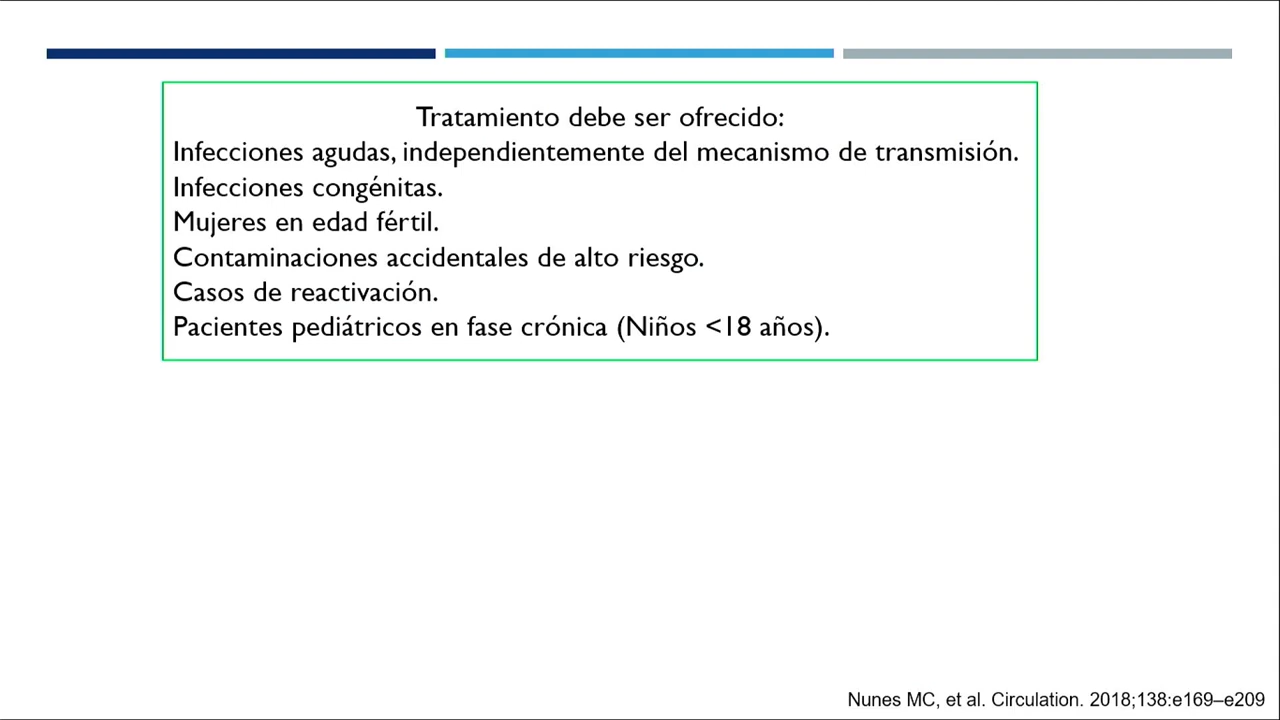 Tratamiento debe ser ofrecido:
Infecciones agudas, independientemente del mecanismo de transmisión.
Infecciones congénitas.
Mujeres en edad fértil.
Contaminaciones accidentales de alto riesgo.
Casos de reactivación.
Pacientes pediátricos en fase crónica (Niños <18 años).
Nunes MC, et al. Circulation. 2018;138:e169–e209